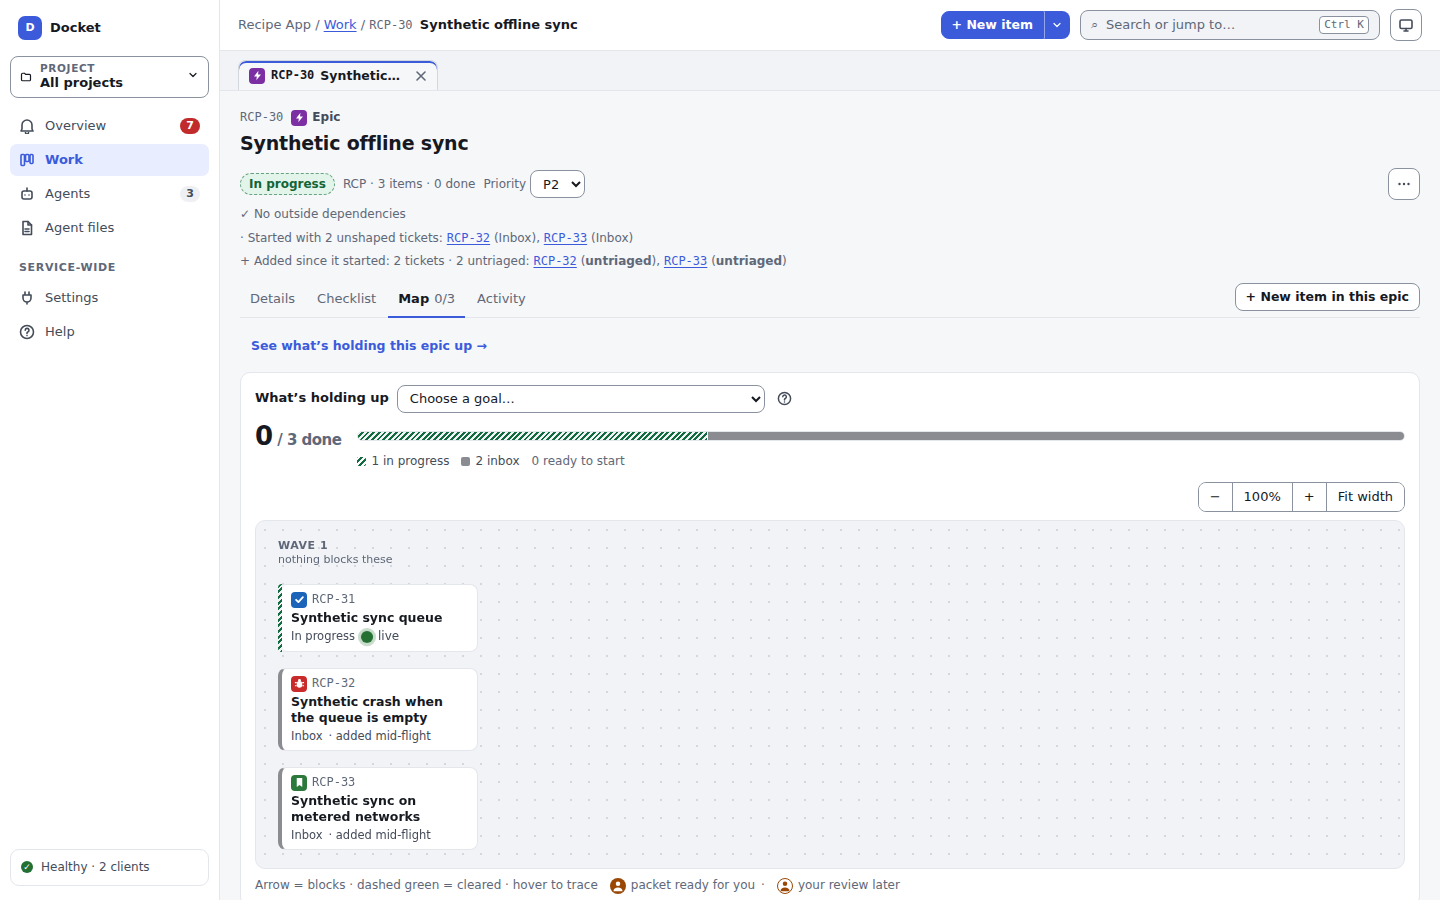 D Docket
PROJECT
All projects
Overview 7
Work
Agents 3
Agent files
SERVICE-WIDE
Settings
Help
Healthy · 2 clients
Recipe App / Work / RCP-30 Synthetic offline sync
+ New item
Search or jump to… Ctrl K
RCP-30 Synthetic…
RCP-30 Epic
Synthetic offline sync
In progress RCP · 3 items · 0 done Priority P2
✓ No outside dependencies
· Started with 2 unshaped tickets: RCP-32 (Inbox), RCP-33 (Inbox)
+ Added since it started: 2 tickets · 2 untriaged: RCP-32 (untriaged), RCP-33 (untriaged)
Details Checklist Map 0/3 Activity
+ New item in this epic
See what’s holding this epic up →
What’s holding up Choose a goal…
0 / 3 done
1 in progress 2 inbox 0 ready to start
− 100% + Fit width
WAVE 1
nothing blocks these
RCP-31
Synthetic sync queue
In progress live
RCP-32
Synthetic crash when
the queue is empty
Inbox · added mid-flight
RCP-33
Synthetic sync on
metered networks
Inbox · added mid-flight
Arrow = blocks · dashed green = cleared · hover to trace packet ready for you · your review later